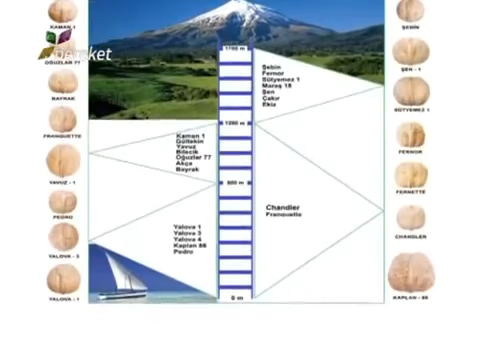 KAMAN 1
OĞUZLAR 77
BAYRAK
FRANQUETTE
YAVUZ - 1
PEDRO
YALOVA - 3
YALOVA - 1
1700 m
Şebin
Fernor
Sütyemez 1
Maraş 18
Şen
Çakır
Ekiz
1200 m
Kaman 1
Gültekin
Yavuz
Bilecik
Oğuzlar 77
Akça
Bayrak
Chandler
Franquette
Yalova 1
Yalova 3
Yalova 4
Kaplan 86
Pedro
0 m
ŞEBİN
ŞEN - 1
SÜTYEMEZ 1
FERNOR
FERNETTE
CHANDLER
KAPLAN - 86